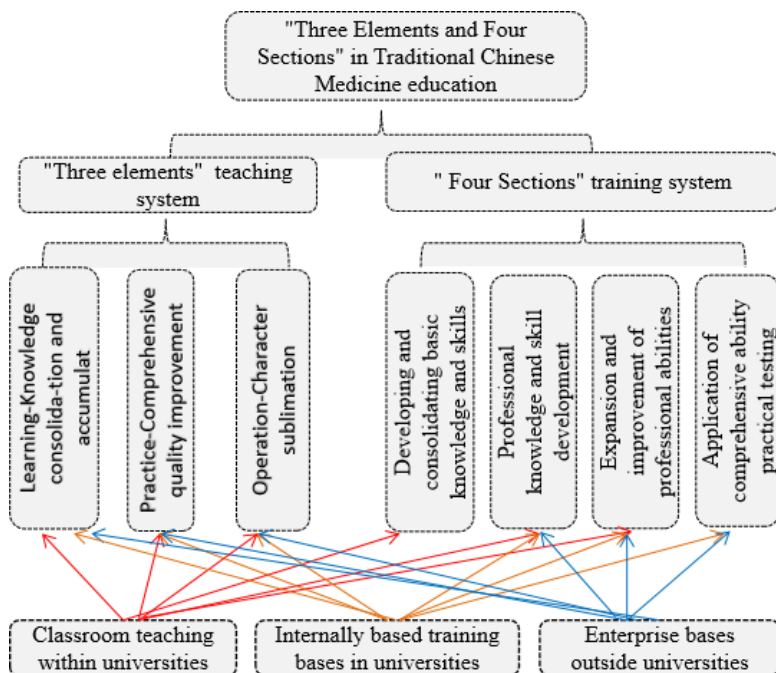 "Three Elements and Four
Sections" in Traditional Chinese
Medicine education
"Three elements" teaching
system
" Four Sections" training system
Learning-Knowledge
consolida-tion and
accumulat
Practice-Comprehensive
quality improvement
Operation-Character
sublimation
Developing and
consolidating basic
knowledge and skills
Professional
knowledge and skill
development
Expansion and
improvement of
professional abilities
Application of
comprehensive ability
practical testing
Classroom teaching
within universities
Internally based training
bases in universities
Enterprise bases
outside universities